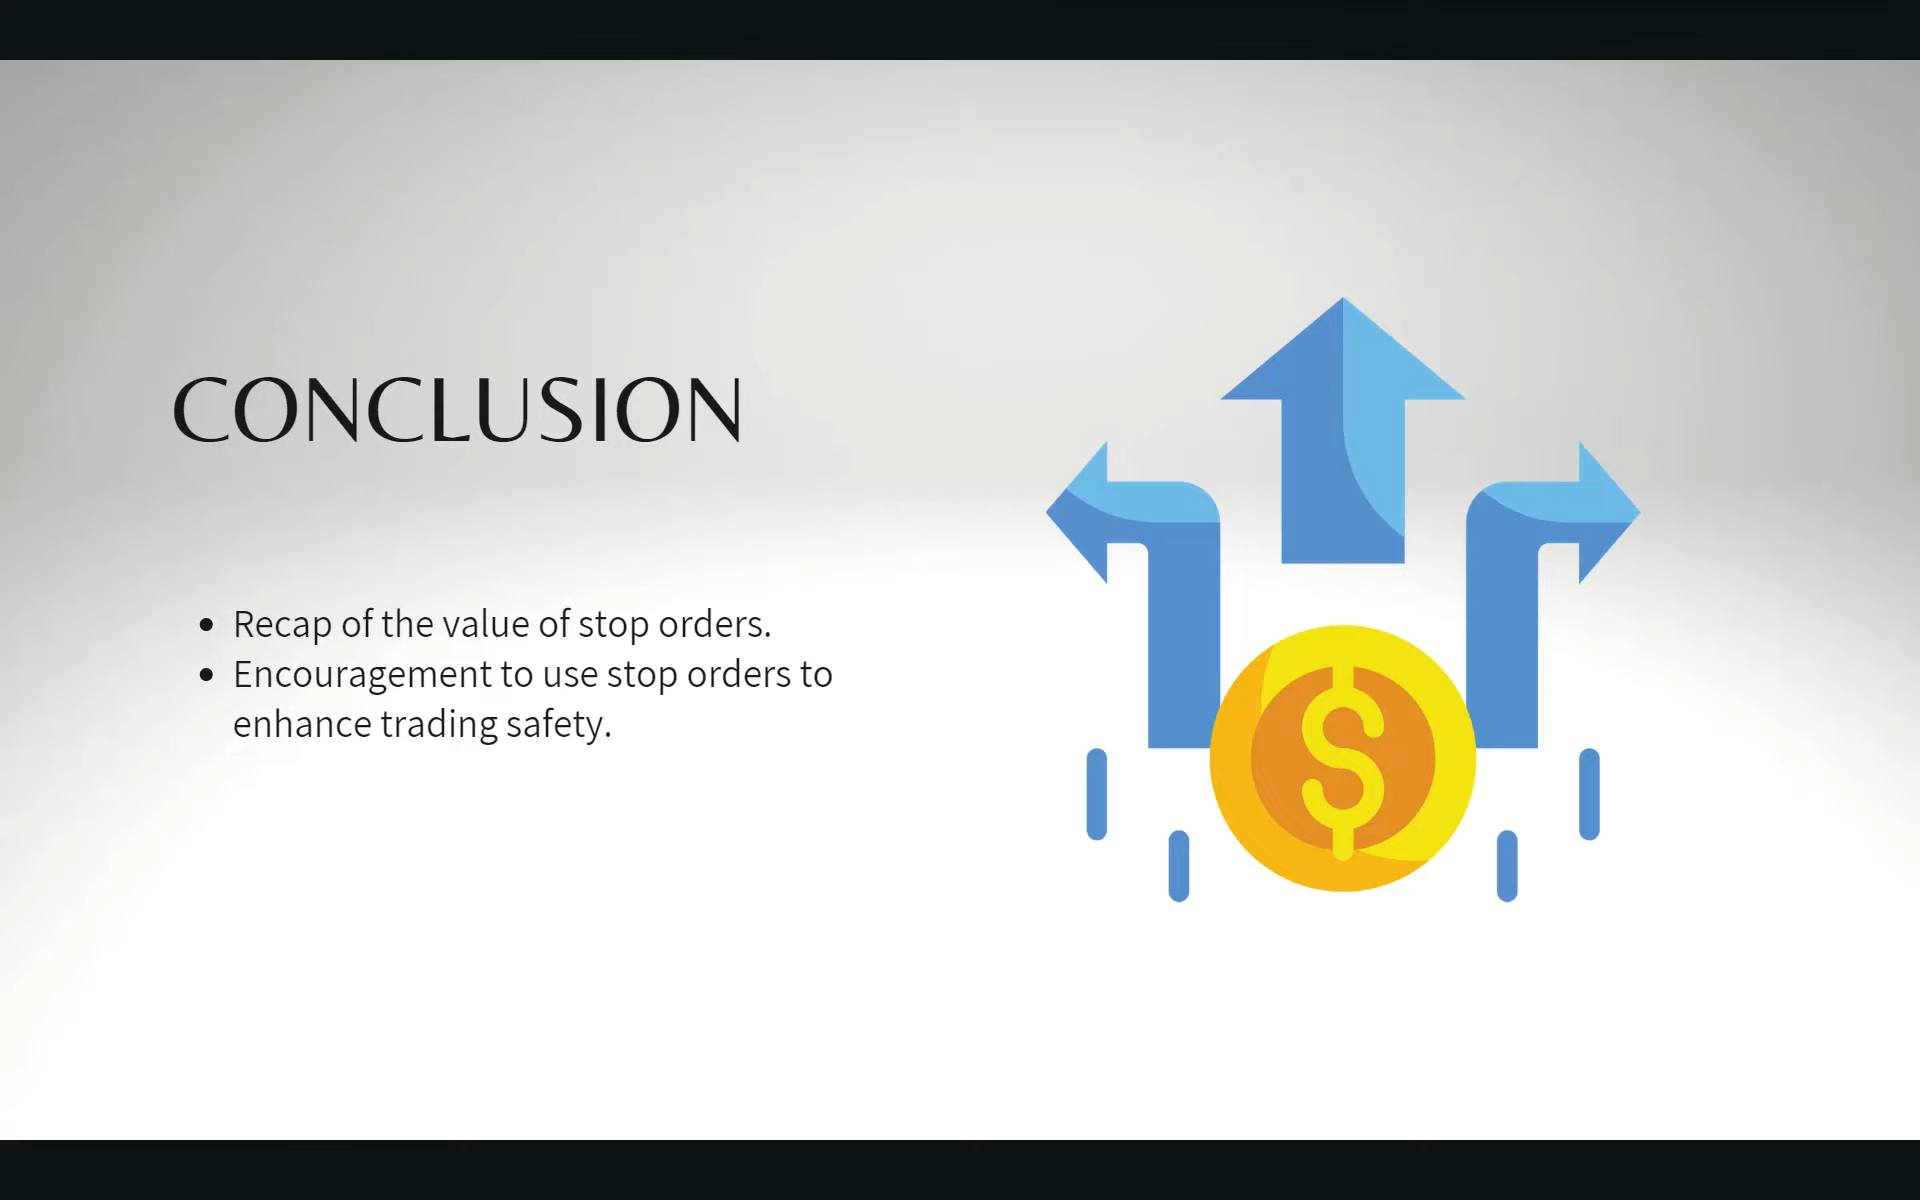 CONCLUSION
• Recap of the value of stop orders.
• Encouragement to use stop orders to
enhance trading safety.
$